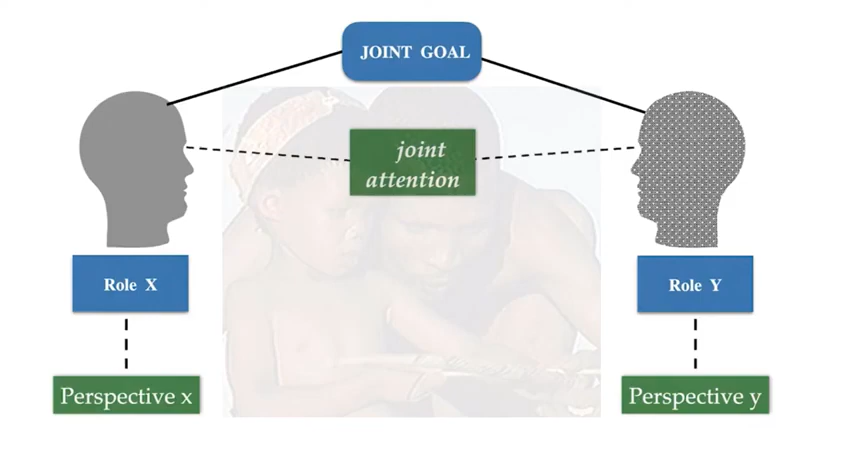 JOINT GOAL
joint
attention
Role X
Role Y
Perspective x
Perspective y